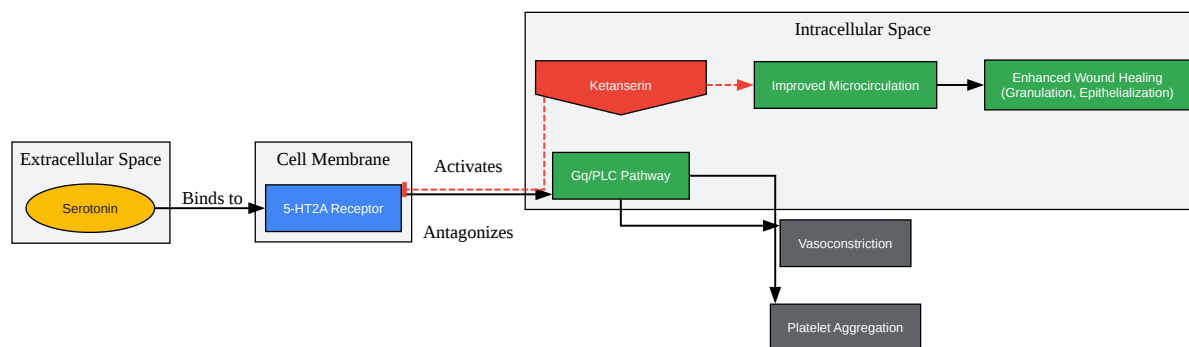 Intracellular Space
Ketanserin
Improved Microcirculation
Enhanced Wound Healing
(Granulation, Epithelialization)
Extracellular Space
Serotonin
Binds to
Cell Membrane
5-HT2A Receptor
Activates
Antagonizes
Gq/PLC Pathway
Vasoconstriction
Platelet Aggregation